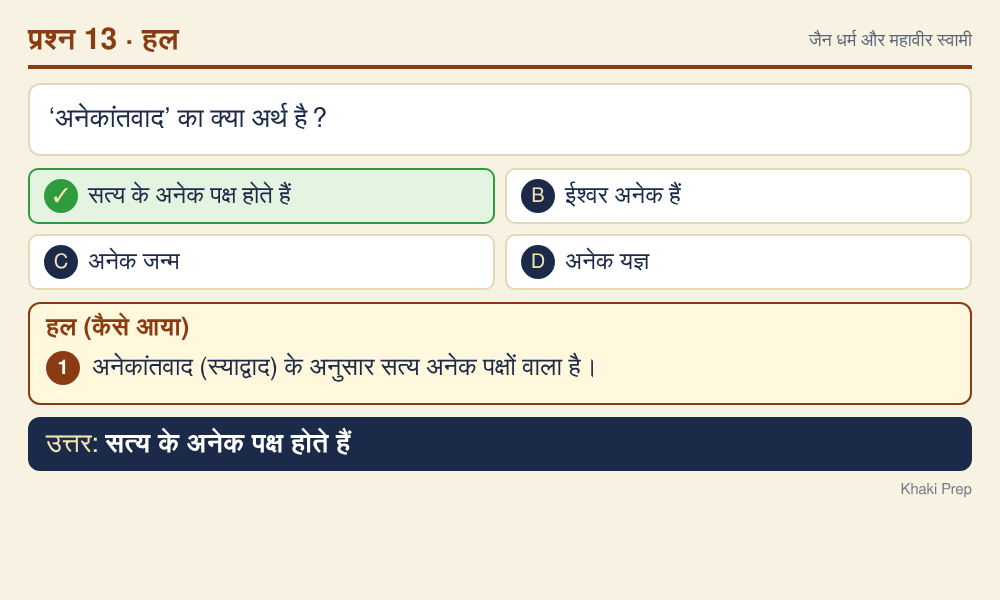 प्रश्न 13 · हल
जैन धर्म और महावीर स्वामी
‘अनेकांतवाद’ का क्या अर्थ है ?
✓ सत्य के अनेक पक्ष होते हैं
B ईश्वर अनेक हैं
C अनेक जन्म
D अनेक यज्ञ
हल (कैसे आया)
1 अनेकांतवाद (स्याद्वाद) के अनुसार सत्य अनेक पक्षों वाला है।
उत्तर: सत्य के अनेक पक्ष होते हैं
Khaki Prep